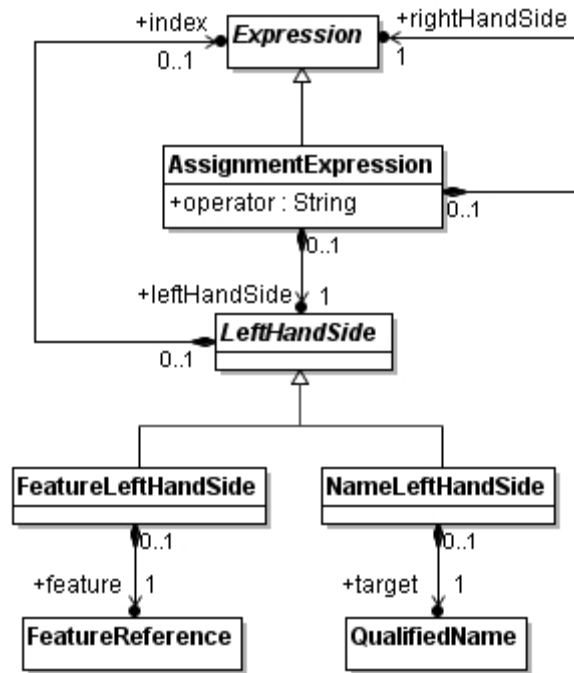 +index
Expression
+rightHandSide
0..1
1
AssignmentExpression
+operator : String
0..1
0..1
+leftHandSide
1
LeftHandSide
0..1
FeatureLeftHandSide
NameLeftHandSide
0..1
0..1
+feature
1
+target
1
FeatureReference
QualifiedName